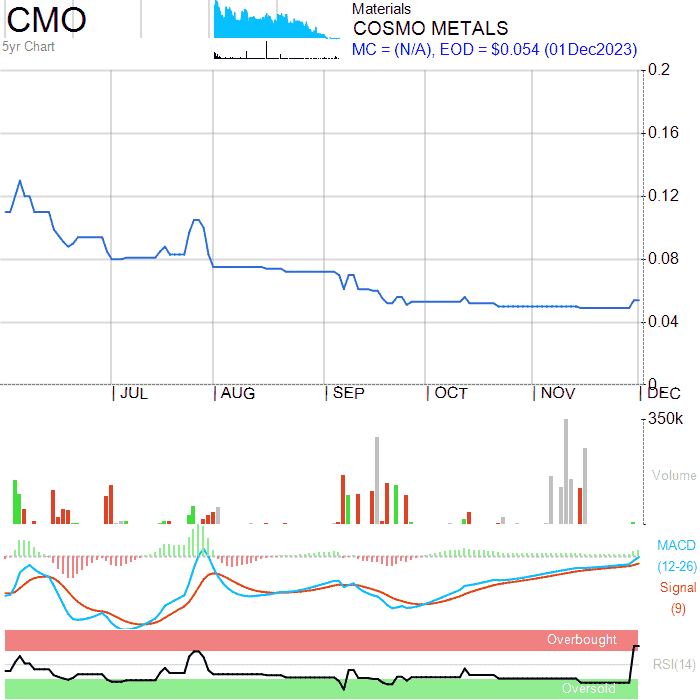 CMO
5yr Chart
Materials
COSMO METALS
MC = (N/A), EOD = $0.054 (01Dec2023)
0.2
0.16
0.12
0.08
0.04
0
JUL AUG SEP OCT NOV DEC
350k
Volume
MACD
(12-26)
Signal
(9)
Overbought
RSI(14)
Oversold